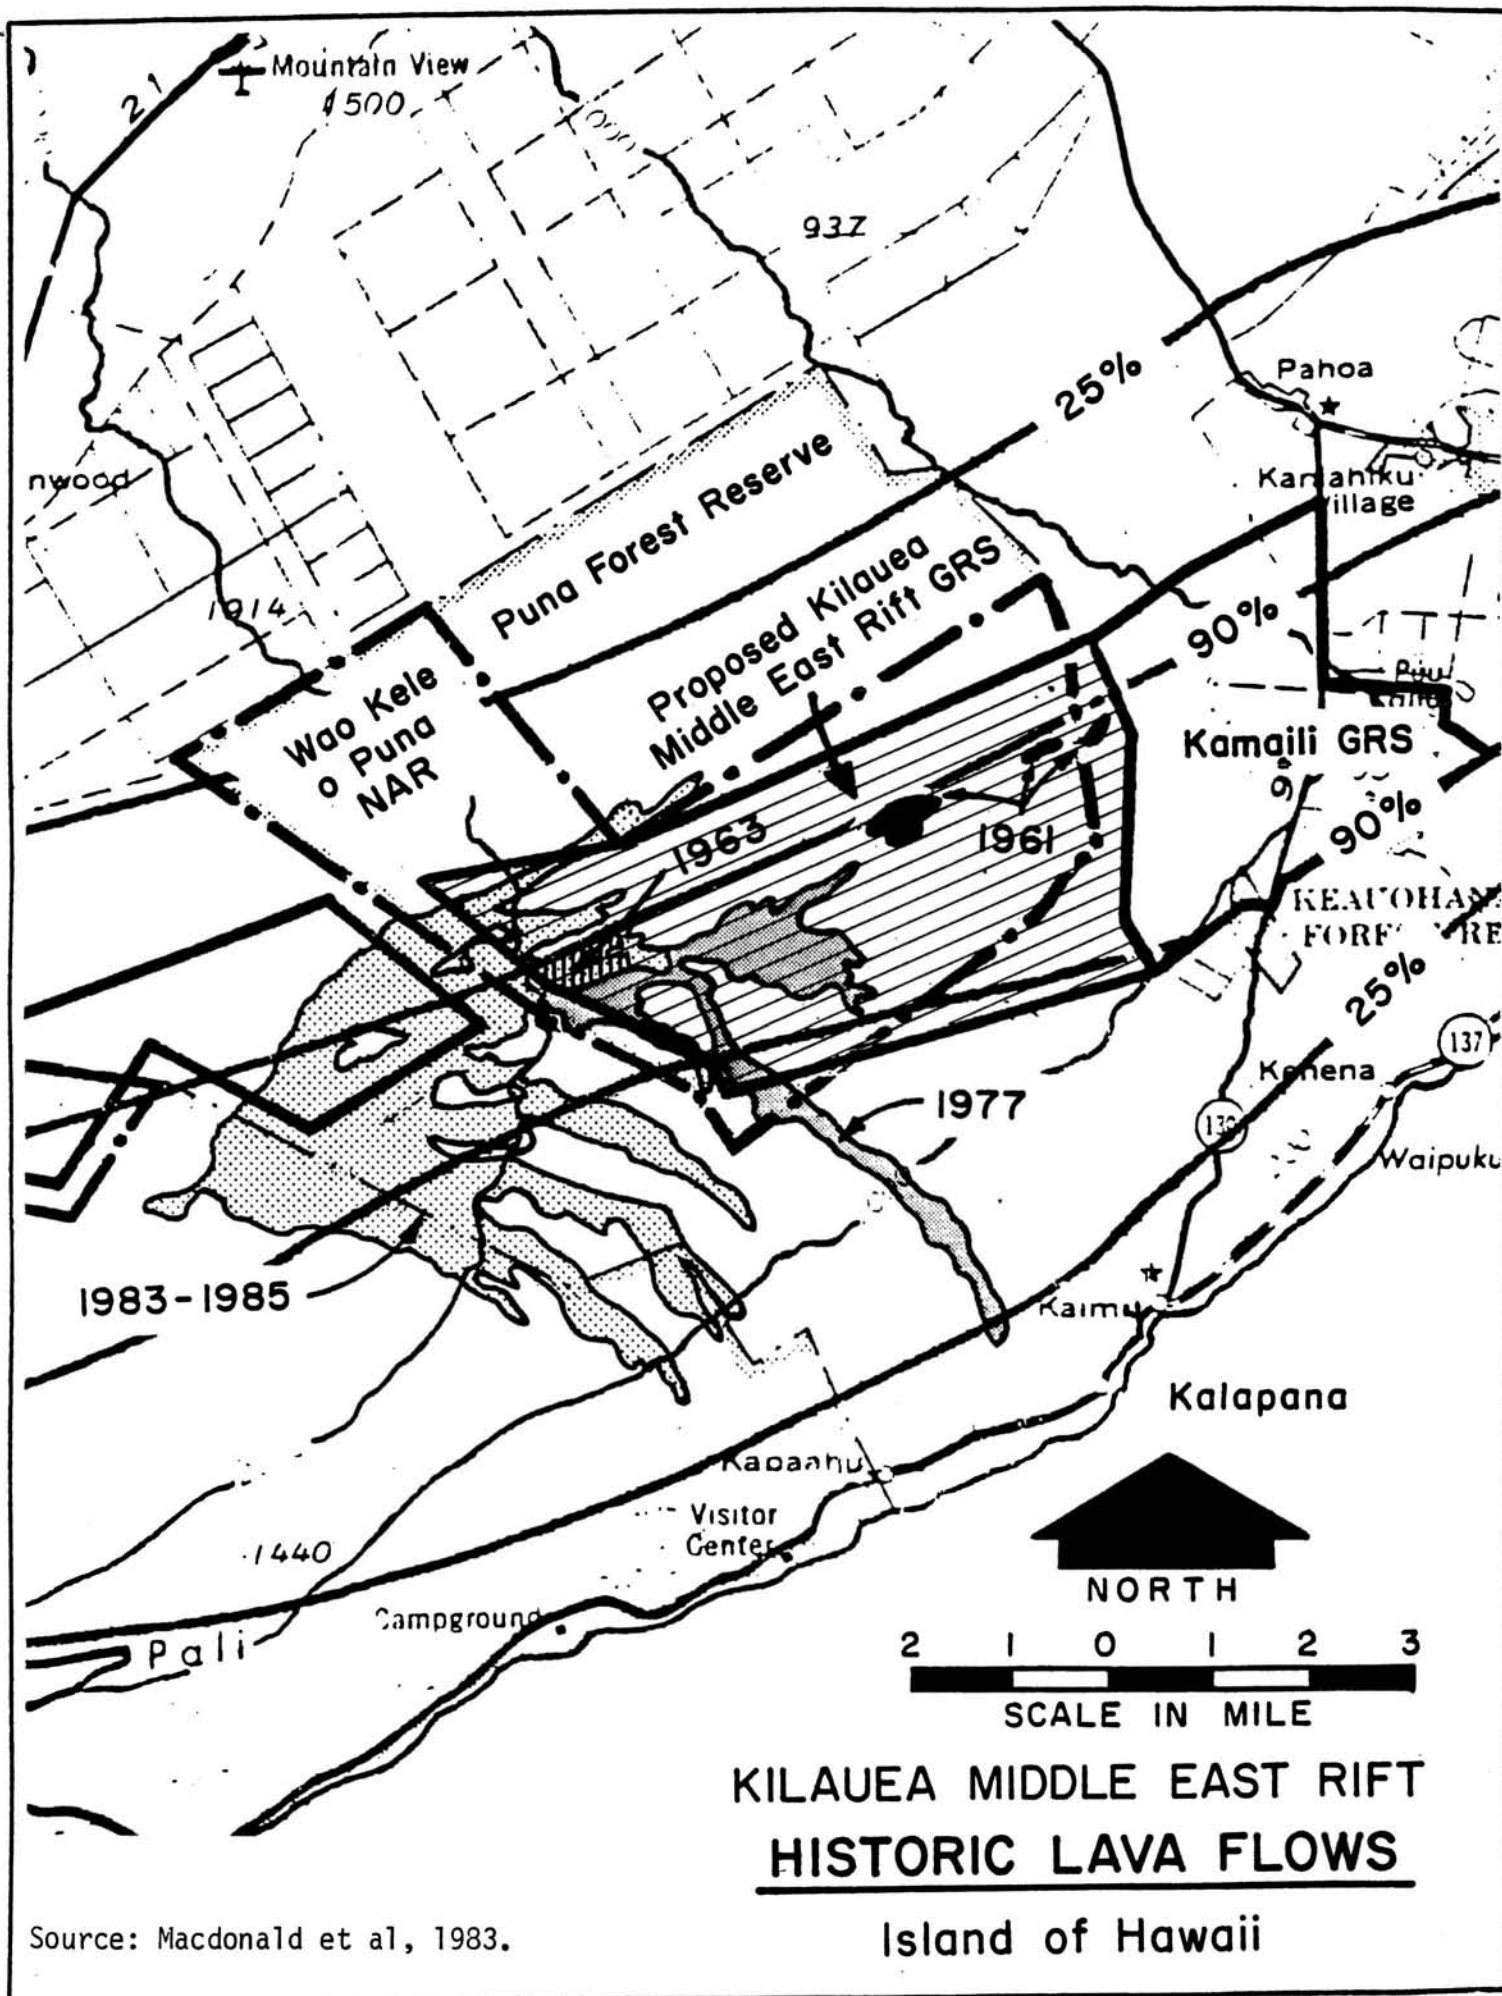 Mountain View
1500
21
937
25%
Pahoa
Puna Forest Reserve
Proposed Kilauea
Middle East Rift GRS
nwood
1914
90%
Wao Kele
o Puna
NAR
Kamaili GRS
1963
1961
90%
FORE
25%
137
Kehena
1977
Waipuku
1983-1985
Kaimu
Kalapana
Visitor
Center
1440
Campground
Pali
NORTH
2 1 0 1 2 3
SCALE IN MILE
KILAUEA MIDDLE EAST RIFT
HISTORIC LAVA FLOWS
Island of Hawaii
Source: Macdonald et al, 1983.